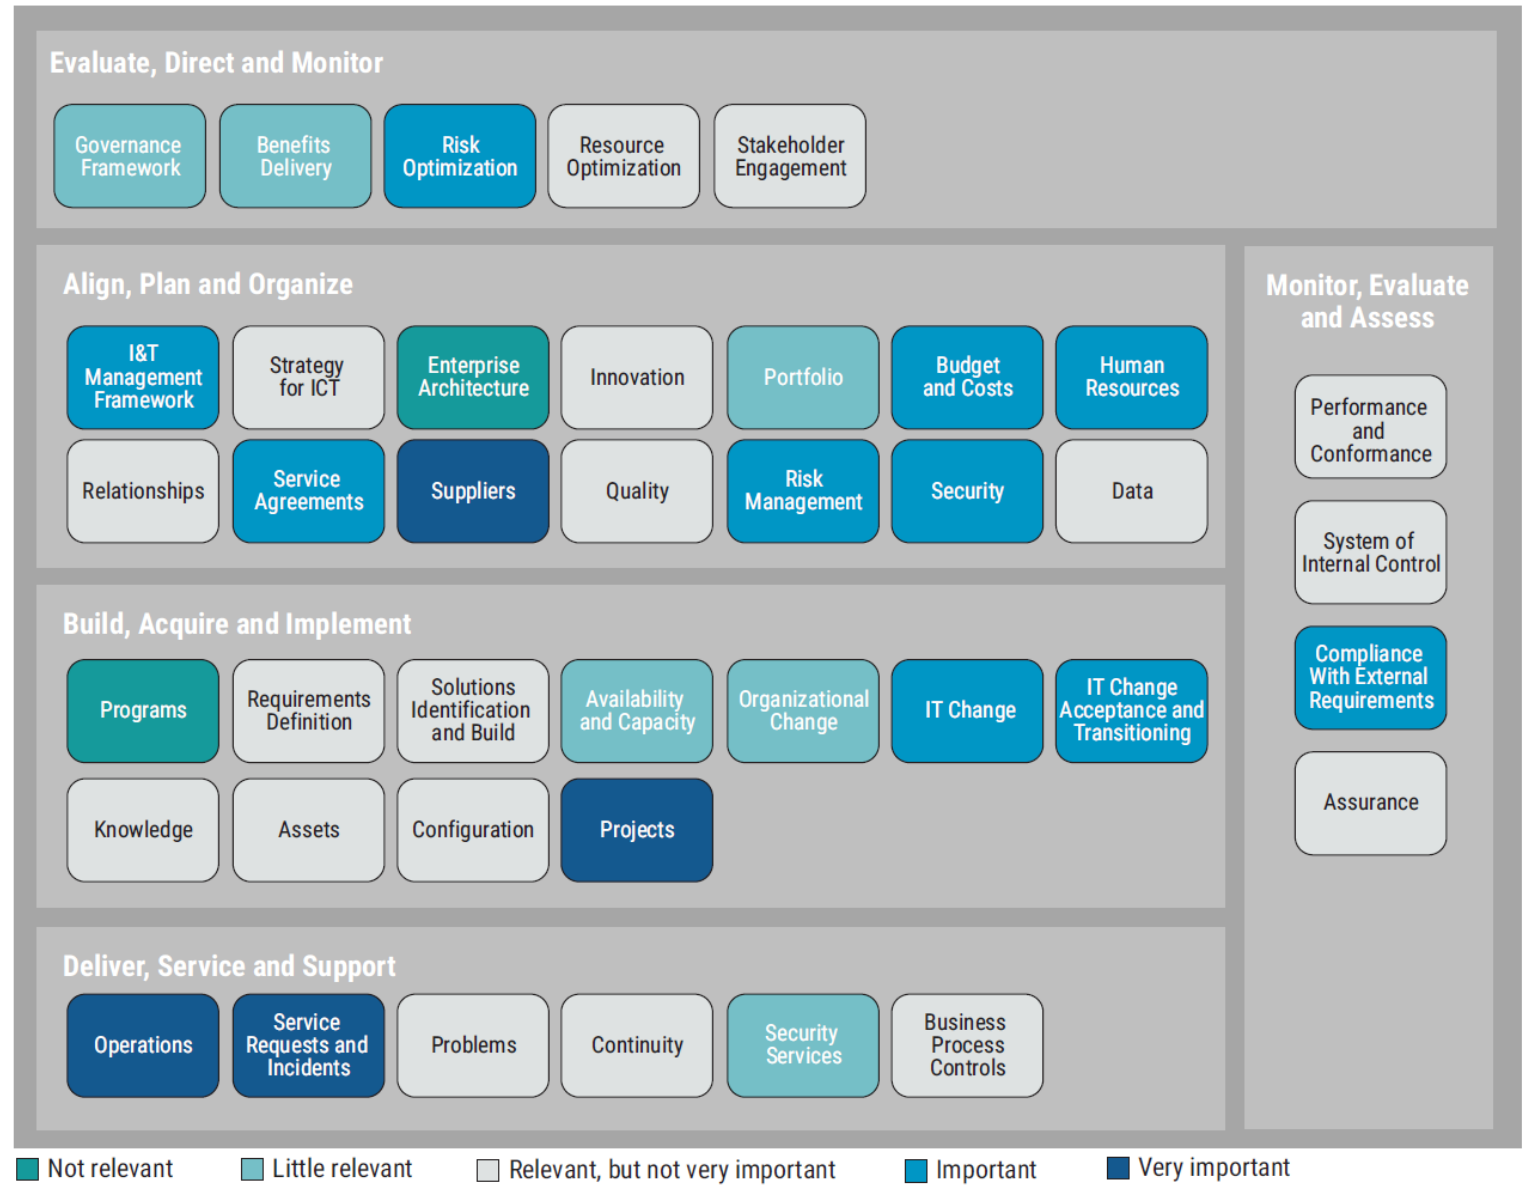 Evaluate, Direct and Monitor
Governance
Framework
Benefits
Delivery
Risk
Optimization
Resource
Optimization
Stakeholder
Engagement
Align, Plan and Organize
I&T
Management
Framework
Strategy
for ICT
Enterprise
Architecture
Innovation
Portfolio
Budget
and Costs
Human
Resources
Relationships
Service
Agreements
Suppliers
Quality
Risk
Management
Security
Data
Build, Acquire and Implement
Programs
Requirements
Definition
Solutions
Identification
and Build
Availability
and Capacity
Organizational
Change
IT Change
IT Change
Acceptance and
Transitioning
Knowledge
Assets
Configuration
Projects
Deliver, Service and Support
Operations
Service
Requests and
Incidents
Problems
Continuity
Security
Services
Business
Process
Controls
Monitor, Evaluate
and Assess
Performance
and
Conformance
System of
Internal Control
Compliance
With External
Requirements
Assurance
Not relevant
Little relevant
Relevant, but not very important
Important
Very important